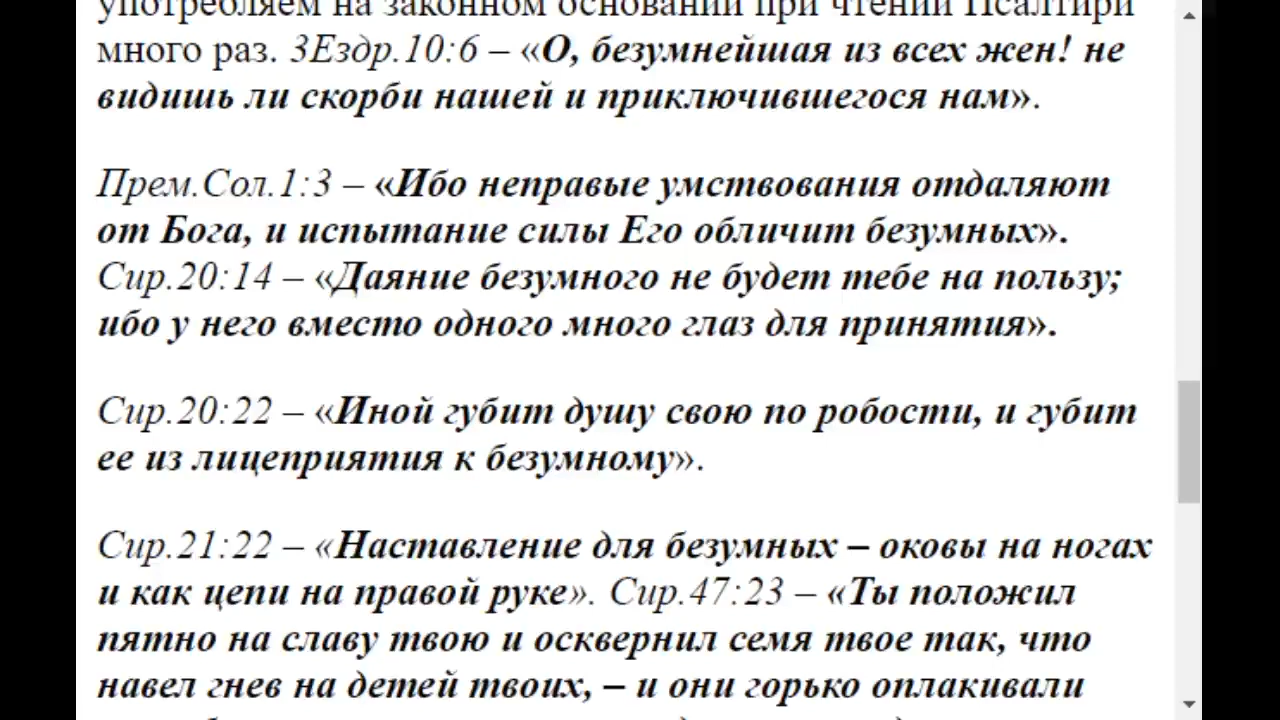 употребляем на законном основании при чтении Псалтири
много раз. 3Ездр.10:6 – «О, безумнейшая из всех жен! не
видишь ли скорби нашей и приключившегося нам».
Прем.Сол.1:3 – «Ибо неправые умствования отдаляют
от Бога, и испытание силы Его обличит безумных».
Сир.20:14 – «Даяние безумного не будет тебе на пользу;
ибо у него вместо одного много глаз для принятия».
Сир.20:22 – «Иной губит душу свою по робости, и губит
ее из лицеприятия к безумному».
Сир.21:22 – «Наставление для безумных – оковы на ногах
и как цепи на правой руке». Сир.47:23 – «Ты положил
пятно на славу твою и осквернил семя твое так, что
навел гнев на детей твоих, – и они горько оплакивали